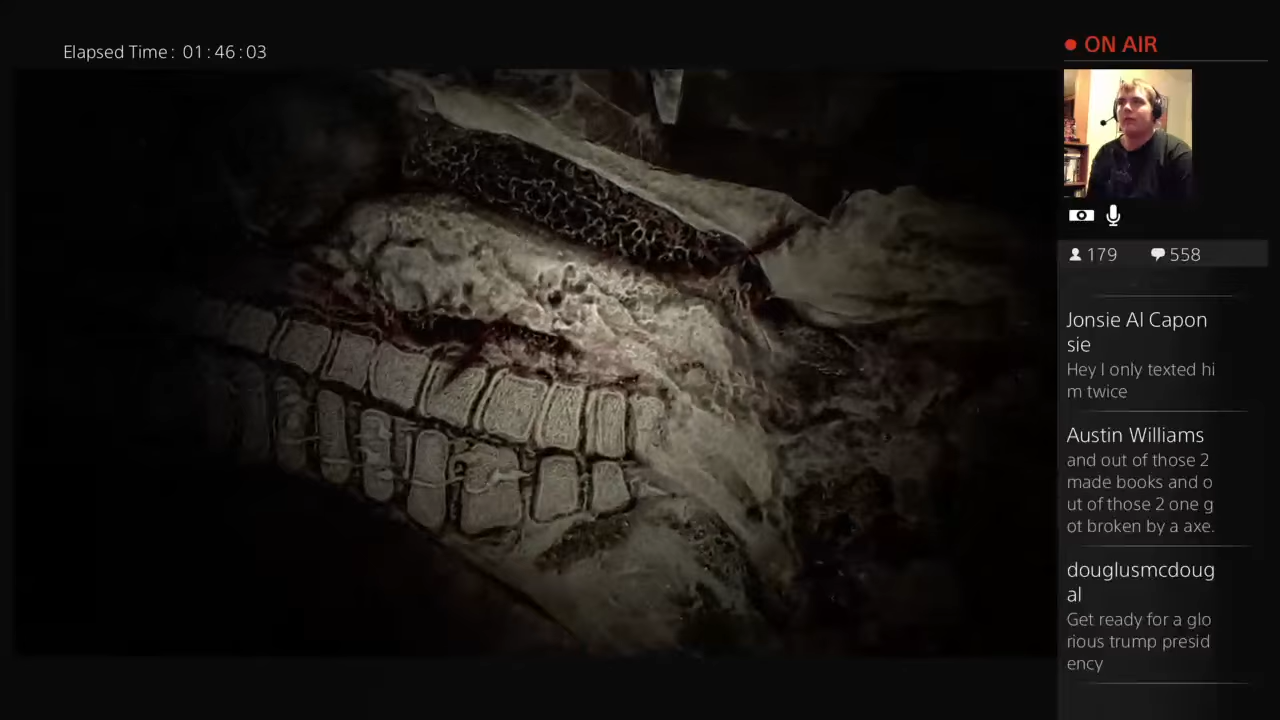 Elapsed Time: 01:46:03
ON AIR
179 558
Jonsie Al Capon
sie
Hey I only texted hi
m twice
Austin Williams
and out of those 2
made books and o
ut of those 2 one g
ot broken by a axe.
douglusmcdoug
al
Get ready for a glo
rious trump presid
ency